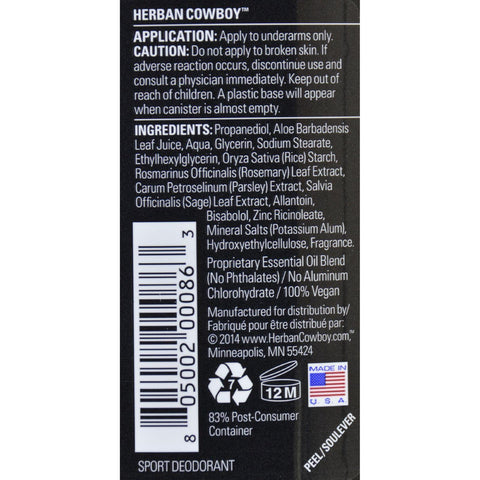 HERBAN COWBOY™
APPLICATION: Apply to underarms only.
CAUTION: Do not apply to broken skin. If
adverse reaction occurs, discontinue use and
consult a physician immediately. Keep out of
reach of children. A plastic base will appear
when canister is almost empty.
INGREDIENTS: Propanediol, Aloe Barbadensis
Leaf Juice, Aqua, Glycerin, Sodium Stearate,
Ethylhexylglycerin, Oryza Sativa (Rice) Starch,
Rosmarinus Officinalis (Rosemary) Leaf Extract,
Carum Petroselinum (Parsley) Extract, Salvia
Officinalis (Sage) Leaf Extract, Allantoin,
Bisabolol, Zinc Ricinoleate,
Mineral Salts (Potassium Alum),
Hydroxyethylcellulose, Fragrance.
Proprietary Essential Oil Blend
(No Phthalates) / No Aluminum
Chlorohydrate / 100% Vegan
Manufactured for distribution by/
Fabriqué pour être distribué par:
© 2014 www.HerbanCowboy.com,™
Minneapolis, MN 55424
8 05002 00086 3
7
12 M
MADE IN
U.S.A.
83% Post-Consumer
Container
PEEL/SOULEVER
SPORT DEODORANT